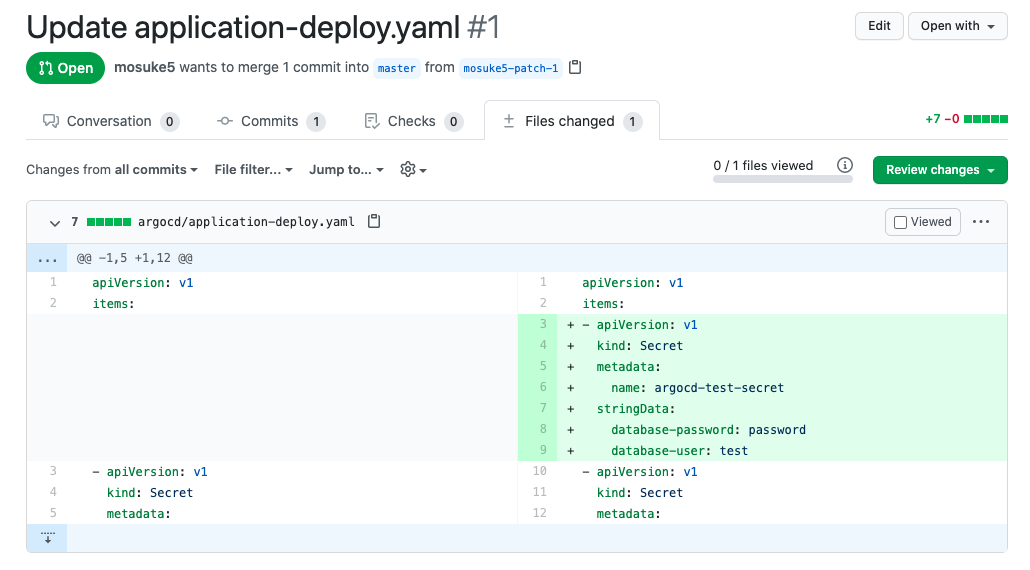 Update application-deploy.yaml #1
Edit
Open with
Open
mosuke5 wants to merge 1 commit into master from mosuke5-patch-1
Conversation 0
Commits 1
Checks 0
Files changed 1
+7 −0
Changes from all commits
File filter...
Jump to...
0 / 1 files viewed
Review changes
7 argocd/application-deploy.yaml
Viewed
...
... @@ -1,5 +1,12 @@
1 apiVersion: v1
2 items:
3 - apiVersion: v1
4 kind: Secret
5 metadata:
1 apiVersion: v1
2 items:
3 + - apiVersion: v1
4 + kind: Secret
5 + metadata:
6 + name: argocd-test-secret
7 + stringData:
8 + database-password: password
9 + database-user: test
10 - apiVersion: v1
11 kind: Secret
12 metadata: